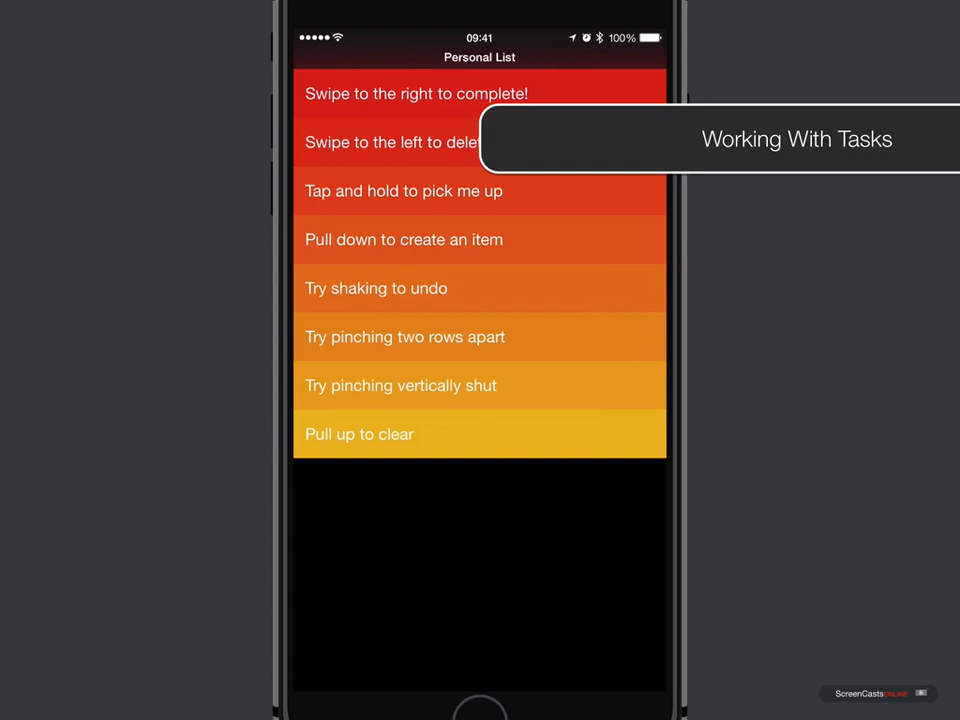 09:41
100%
Personal List
Swipe to the right to complete!
Working With Tasks
Swipe to the left to
Tap and hold to pick me up
Pull down to create an item
Try shaking to undo
Try pinching two rows apart
Try pinching vertically shut
Pull up to clear
ScreenCastsONLINE